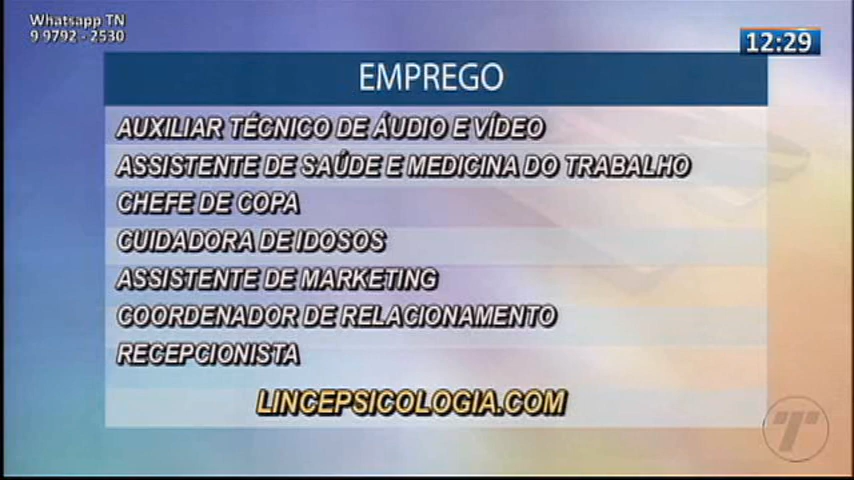 Whatsapp TN
9 9792 - 2530
12:29
EMPREGO
AUXILIAR TÉCNICO DE ÁUDIO E VÍDEO
ASSISTENTE DE SAÚDE E MEDICINA DO TRABALHO
CHEFE DE COPA
CUIDADORA DE IDOSOS
ASSISTENTE DE MARKETING
COORDENADOR DE RELACIONAMENTO
RECEPCIONISTA
LINCEPSICOLOGIA.COM
T